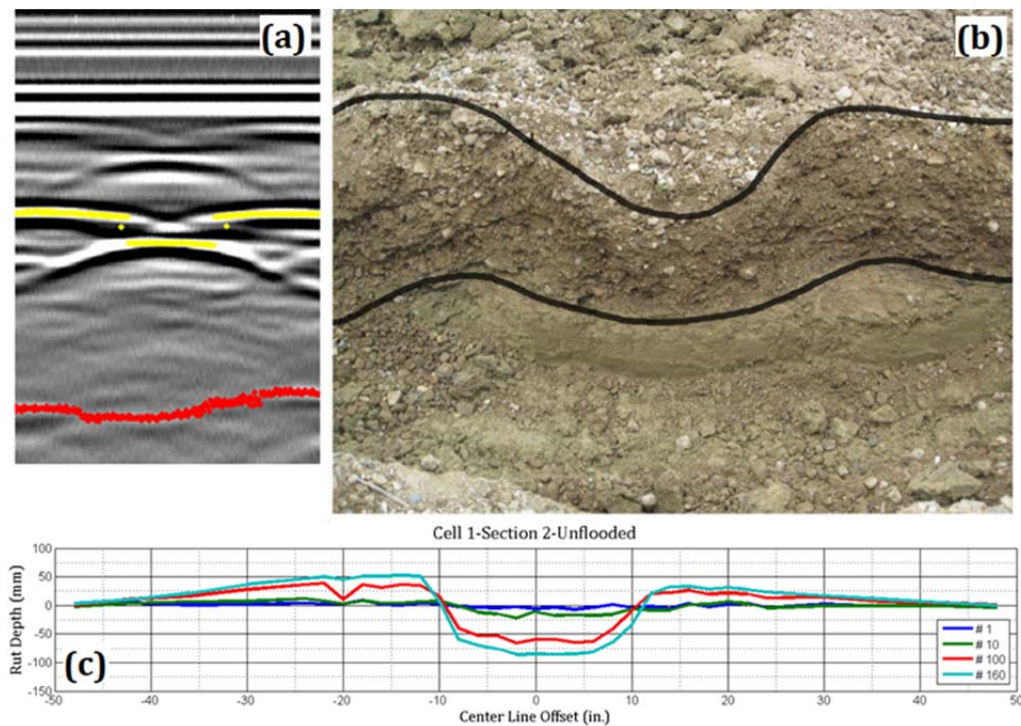 (a)
(b)
Cell 1-Section 2-Unflooded
Rut Depth (mm)
100
50
0
-50
-100
-150
(c)
# 1
# 10
# 100
# 160
-50 -40 -30 -20 -10 0 10 20 30 40 50
Center Line Offset (in.)